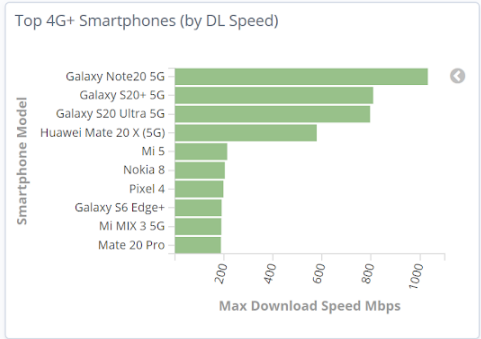 Top 4G+ Smartphones (by DL Speed)
Smartphone Model
Galaxy Note20 5G
Galaxy S20+ 5G
Galaxy S20 Ultra 5G
Huawei Mate 20 X (5G)
Mi 5
Nokia 8
Pixel 4
Galaxy S6 Edge+
Mi MIX 3 5G
Mate 20 Pro
200
400
600
800
1000
Max Download Speed Mbps